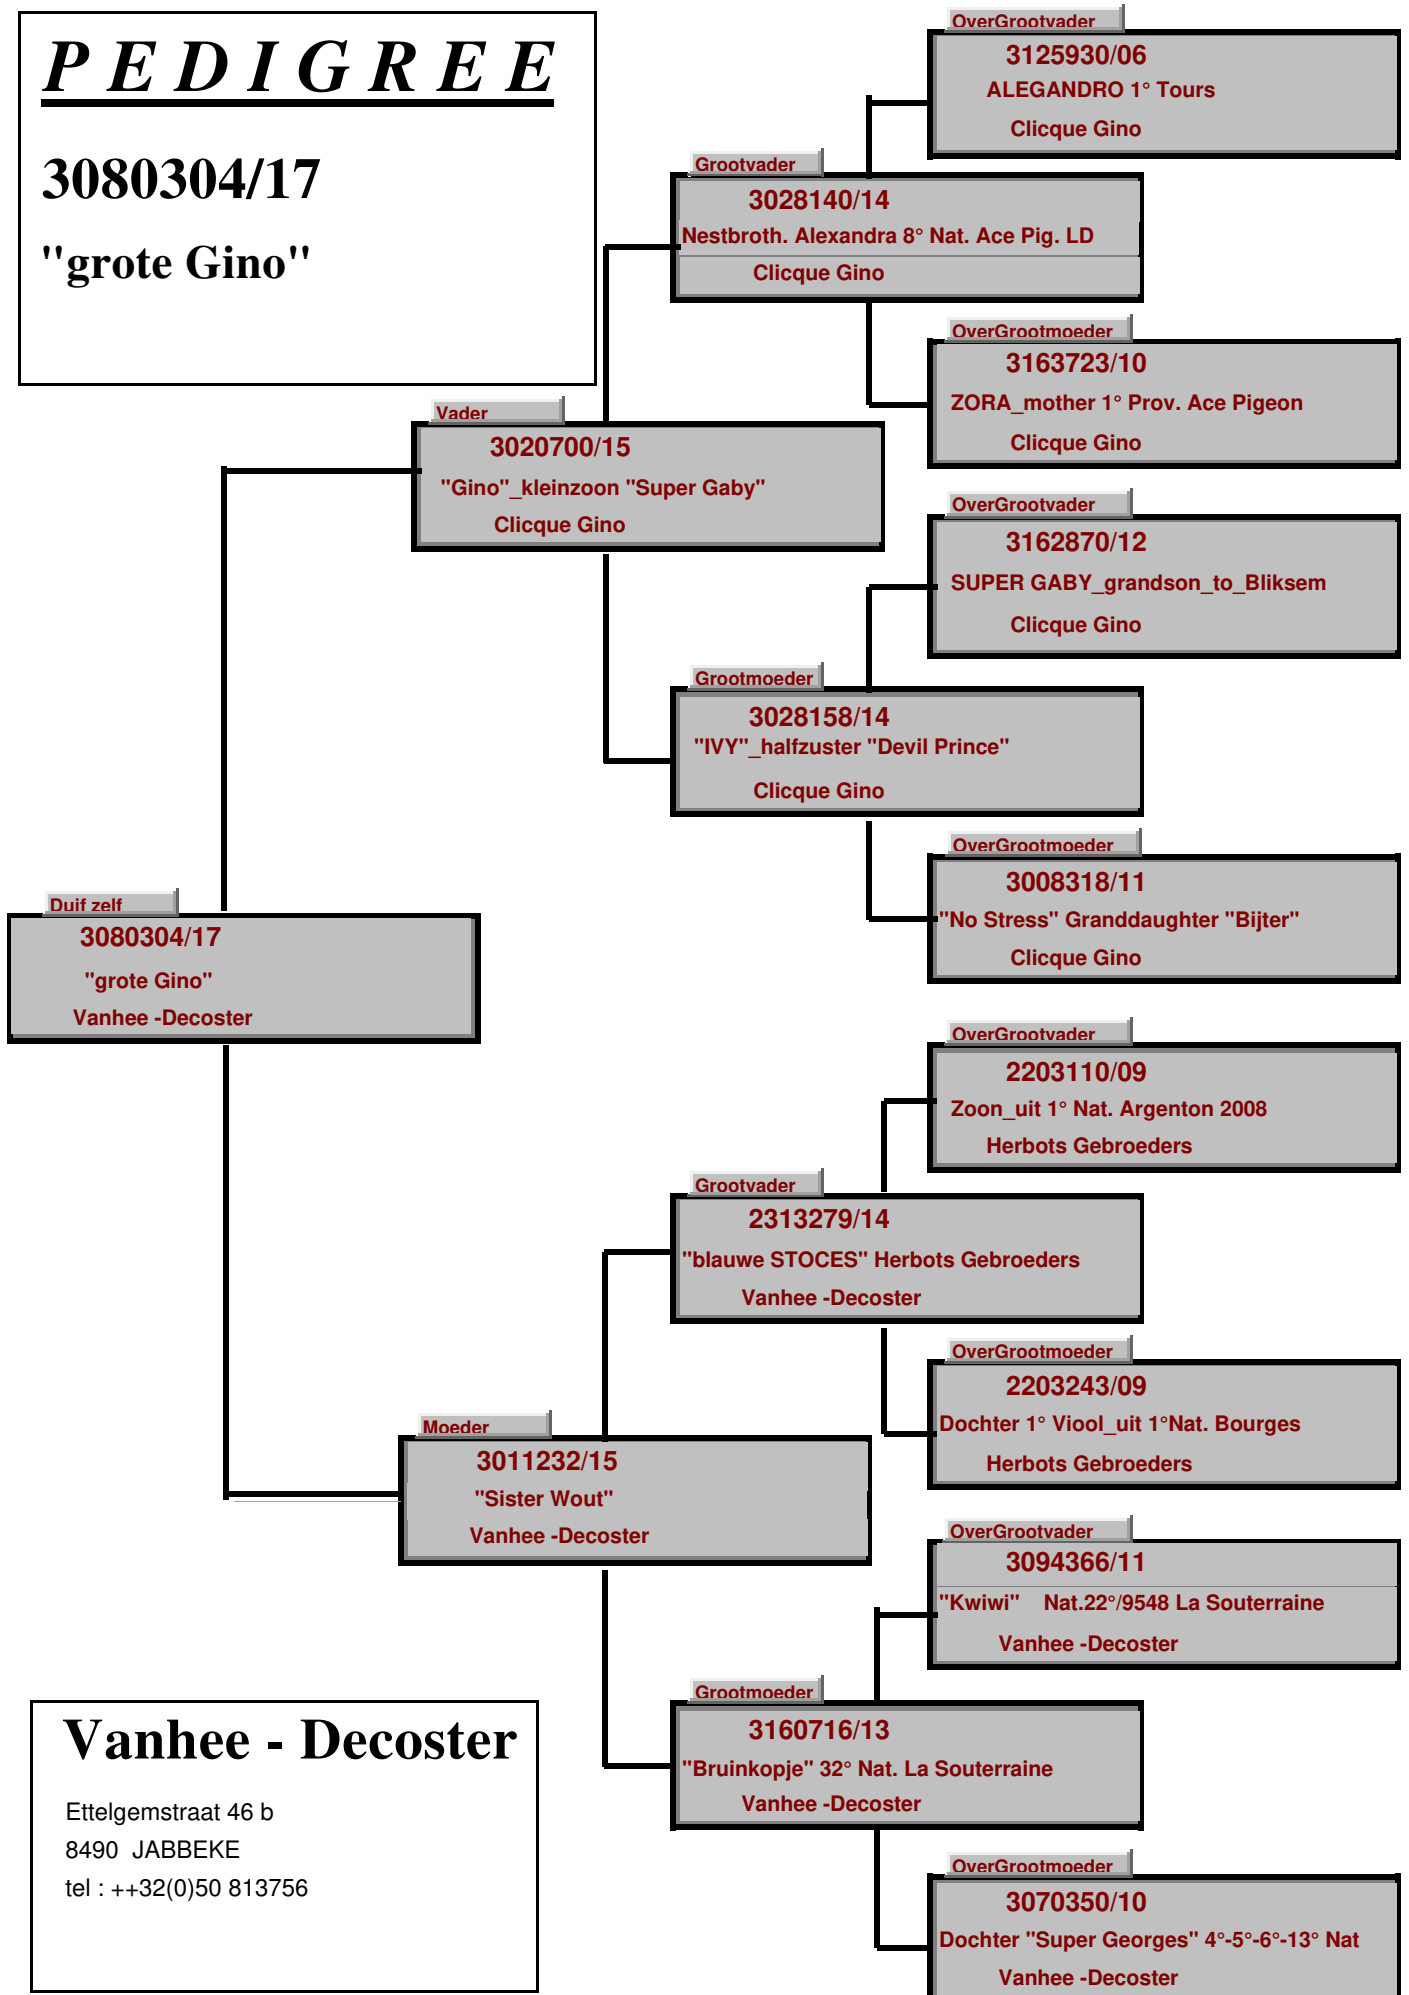 P E D I G R E E
3080304/17
"grote Gino"
OverGrootvader
3125930/06
ALEGANDRO 1° Tours
Clicque Gino
Grootvader
3028140/14
Nestbroth. Alexandra 8° Nat. Ace Pig. LD
Clicque Gino
OverGrootmoeder
3163723/10
ZORA_mother 1° Prov. Ace Pigeon
Clicque Gino
Vader
3020700/15
"Gino"_kleinzoon "Super Gaby"
Clicque Gino
OverGrootvader
3162870/12
SUPER GABY_grandson_to_Bliksem
Clicque Gino
Grootmoeder
3028158/14
"IVY"_halfzuster "Devil Prince"
Clicque Gino
OverGrootmoeder
3008318/11
"No Stress" Granddaughter "Bijter"
Clicque Gino
Duif zelf
3080304/17
"grote Gino"
Vanhee -Decoster
OverGrootvader
2203110/09
Zoon_uit 1° Nat. Argenton 2008
Herbots Gebroeders
Grootvader
2313279/14
"blauwe STOCES" Herbots Gebroeders
Vanhee -Decoster
OverGrootmoeder
2203243/09
Dochter 1° Viool_uit 1°Nat. Bourges
Herbots Gebroeders
Moeder
3011232/15
"Sister Wout"
Vanhee -Decoster
OverGrootvader
3094366/11
"Kwiwi" Nat.22°/9548 La Souterraine
Vanhee -Decoster
Grootmoeder
3160716/13
"Bruinkopje" 32° Nat. La Souterraine
Vanhee -Decoster
OverGrootmoeder
3070350/10
Dochter "Super Georges" 4°-5°-6°-13° Nat
Vanhee -Decoster
Vanhee - Decoster
Ettelgemstraat 46 b
8490 JABBEKE
tel : ++32(0)50 813756